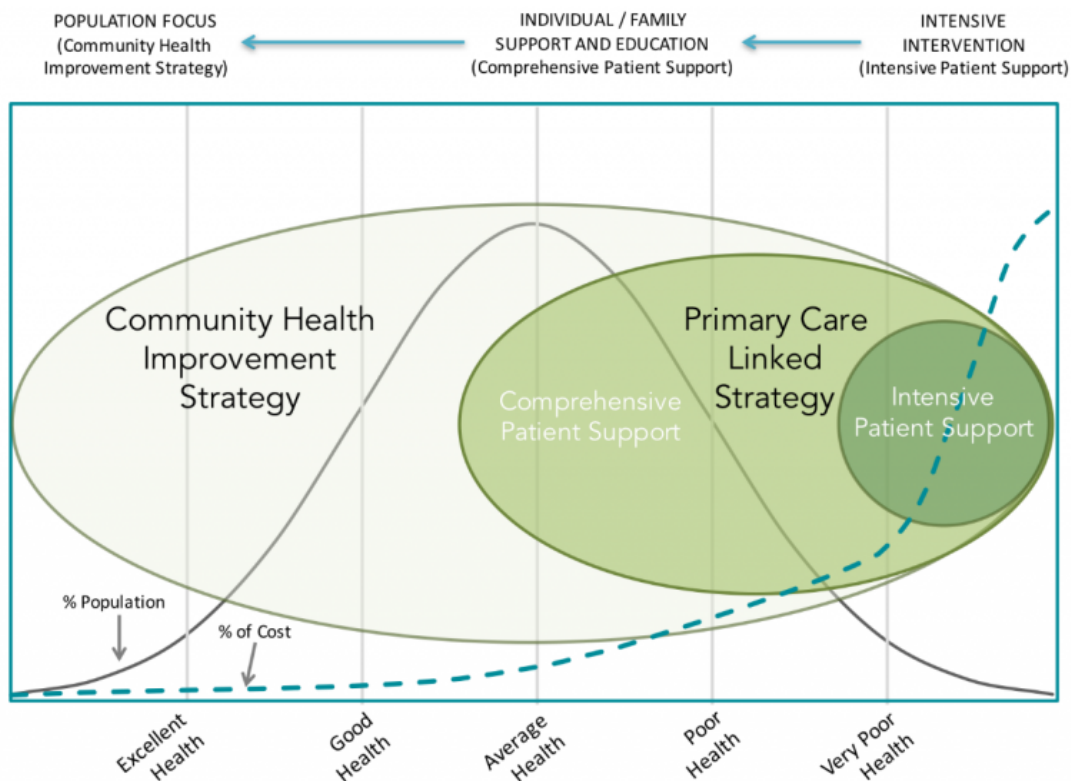 POPULATION FOCUS
(Community Health
Improvement Strategy)
INDIVIDUAL / FAMILY
SUPPORT AND EDUCATION
(Comprehensive Patient Support)
INTENSIVE
INTERVENTION
(Intensive Patient Support)
Community Health
Improvement
Strategy
Primary Care
Linked
Strategy
Comprehensive
Patient Support
Intensive
Patient Support
% Population
% of Cost
Excellent
Health
Good
Health
Average
Health
Poor
Health
Very Poor
Health